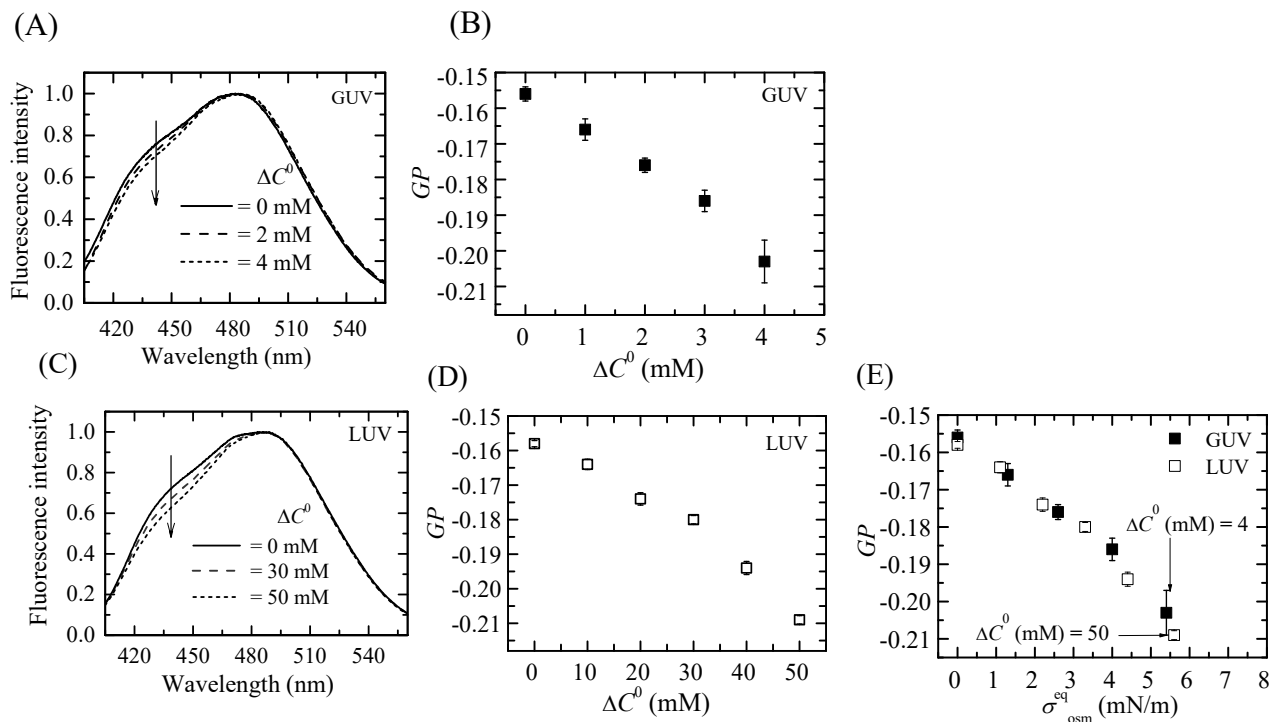 (A)
Fluorescence intensity
1.0
0.8
0.6
0.4
0.2
0.0
GUV
ΔC⁰
= 0 mM
= 2 mM
= 4 mM
420 450 480 510 540
Wavelength (nm)
(B)
GP
-0.15
-0.16
-0.17
-0.18
-0.19
-0.20
-0.21
GUV
0 1 2 3 4 5
ΔC⁰ (mM)
(C)
Fluorescence intensity
1.0
0.8
0.6
0.4
0.2
0.0
LUV
ΔC⁰
= 0 mM
= 30 mM
= 50 mM
420 450 480 510 540
Wavelength (nm)
(D)
GP
-0.15
-0.16
-0.17
-0.18
-0.19
-0.20
-0.21
LUV
0 10 20 30 40 50
ΔC⁰ (mM)
(E)
GP
-0.15
-0.16
-0.17
-0.18
-0.19
-0.20
-0.21
GUV
LUV
ΔC⁰ (mM) = 4
ΔC⁰ (mM) = 50
0 1 2 3 4 5 6 7 8
σ^eq_osm (mN/m)